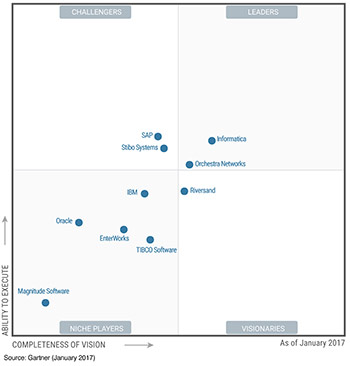 CHALLENGERS
LEADERS
SAP
Stibo Systems
Informatica
Orchestra Networks
IBM
Riversand
Oracle
EnterWorks
TIBCO Software
Magnitude Software
ABILITY TO EXECUTE
NICHE PLAYERS
VISIONARIES
COMPLETENESS OF VISION
As of January 2017
Source: Gartner (January 2017)